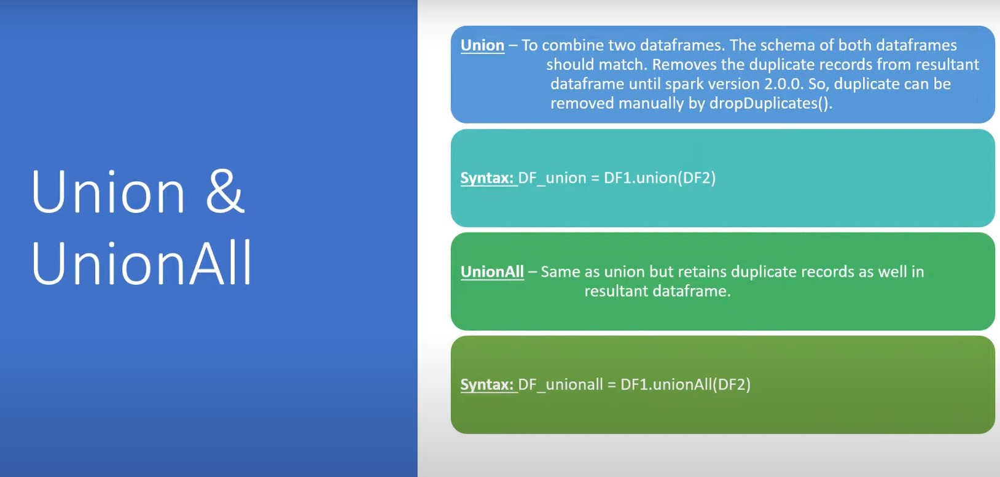 Union &
UnionAll
Union – To combine two dataframes. The schema of both dataframes
should match. Removes the duplicate records from resultant
dataframe until spark version 2.0.0. So, duplicate can be
removed manually by dropDuplicates().
Syntax: DF_union = DF1.union(DF2)
UnionAll – Same as union but retains duplicate records as well in
resultant dataframe.
Syntax: DF_unionall = DF1.unionAll(DF2)